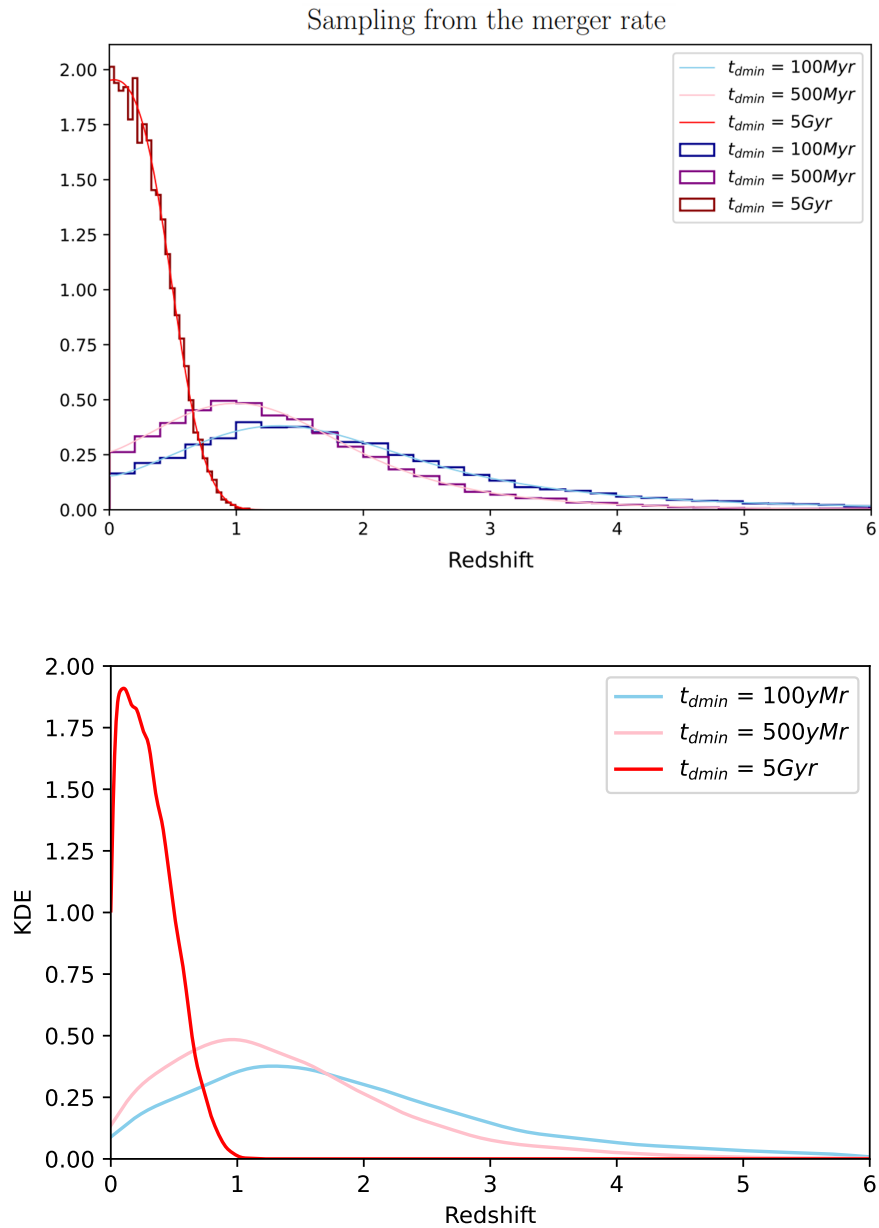 Sampling from the merger rate
2.00
1.75
1.50
1.25
1.00
0.75
0.50
0.25
0.00
t_dmin = 100Myr
t_dmin = 500Myr
t_dmin = 5Gyr
t_dmin = 100Myr
t_dmin = 500Myr
t_dmin = 5Gyr
0 1 2 3 4 5 6
Redshift
2.00
1.75
1.50
1.25
1.00
0.75
0.50
0.25
0.00
KDE
t_dmin = 100yMr
t_dmin = 500yMr
t_dmin = 5Gyr
0 1 2 3 4 5 6
Redshift